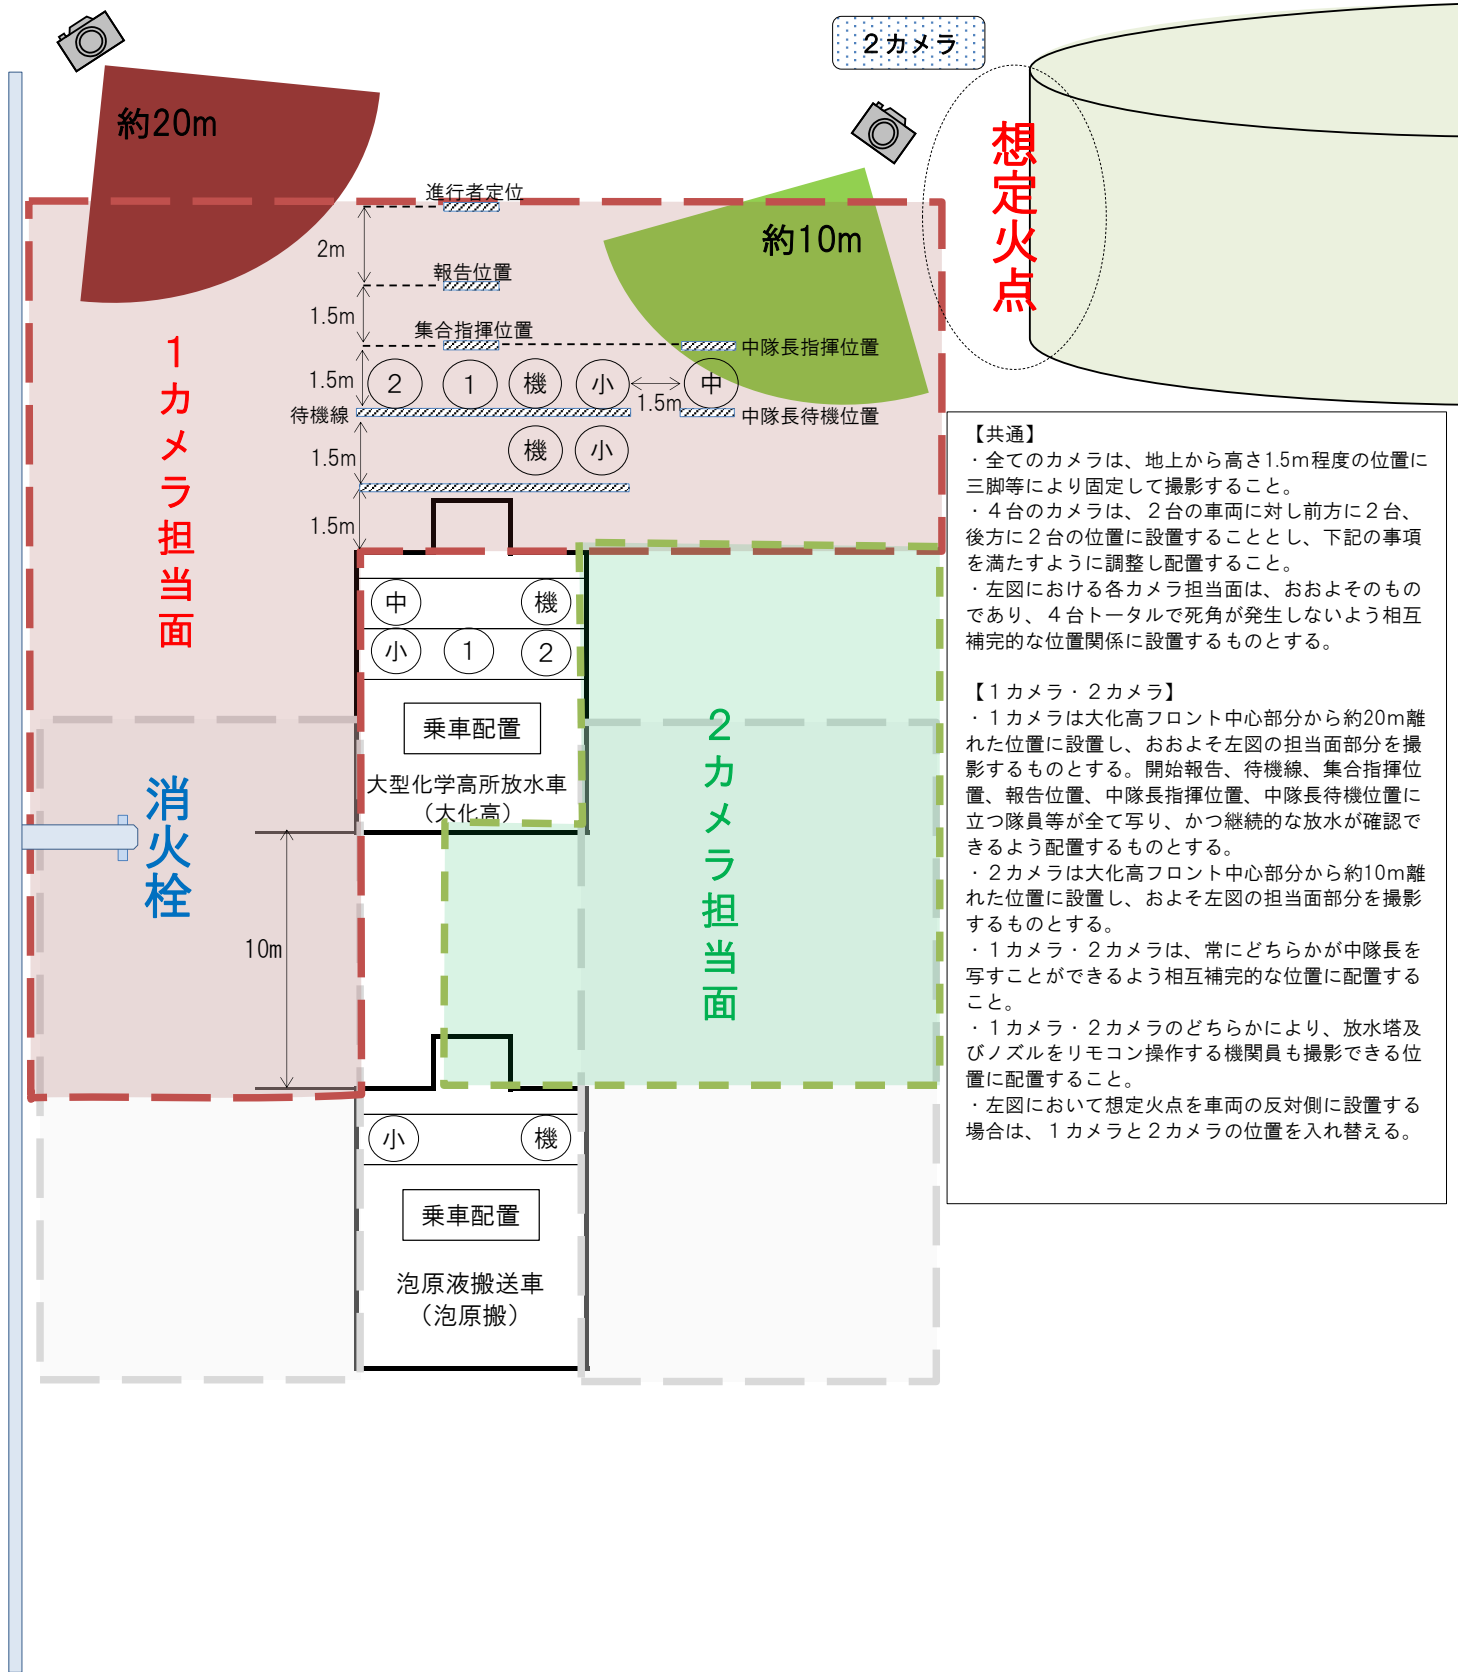 ２カメラ
約20m
想定火点
進行者定位
約10m
2m
報告位置
1.5m
集合指揮位置
中隊長指揮位置
1.5m
2
1
機
小
中
1.5m
待機線
中隊長待機位置
機
小
1.5m
1.5m
１カメラ担当面
中
機
小
1
2
乗車配置
大型化学高所放水車
（大化高）
２カメラ担当面
消火栓
10m
小
機
乗車配置
泡原液搬送車
（泡原搬）
【共通】
・全てのカメラは、地上から高さ1.5ｍ程度の位置に
三脚等により固定して撮影すること。
・４台のカメラは、２台の車両に対し前方に２台、
後方に２台の位置に設置することとし、下記の事項
を満たすように調整し配置すること。
・左図における各カメラ担当面は、おおよそのもの
であり、４台トータルで死角が発生しないよう相互
補完的な位置関係に設置するものとする。
【１カメラ・２カメラ】
・１カメラは大化高フロント中心部分から約20ｍ離
れた位置に設置し、おおよそ左図の担当面部分を撮
影するものとする。開始報告、待機線、集合指揮位
置、報告位置、中隊長指揮位置、中隊長待機位置に
立つ隊員等が全て写り、かつ継続的な放水が確認で
きるよう配置するものとする。
・２カメラは大化高フロント中心部分から約10ｍ離
れた位置に設置し、およそ左図の担当面部分を撮影
するものとする。
・１カメラ・２カメラは、常にどちらかが中隊長を
写すことができるよう相互補完的な位置に配置する
こと。
・１カメラ・２カメラのどちらかにより、放水塔及
びノズルをリモコン操作する機関員も撮影できる位
置に配置すること。
・左図において想定火点を車両の反対側に設置する
場合は、１カメラと２カメラの位置を入れ替える。